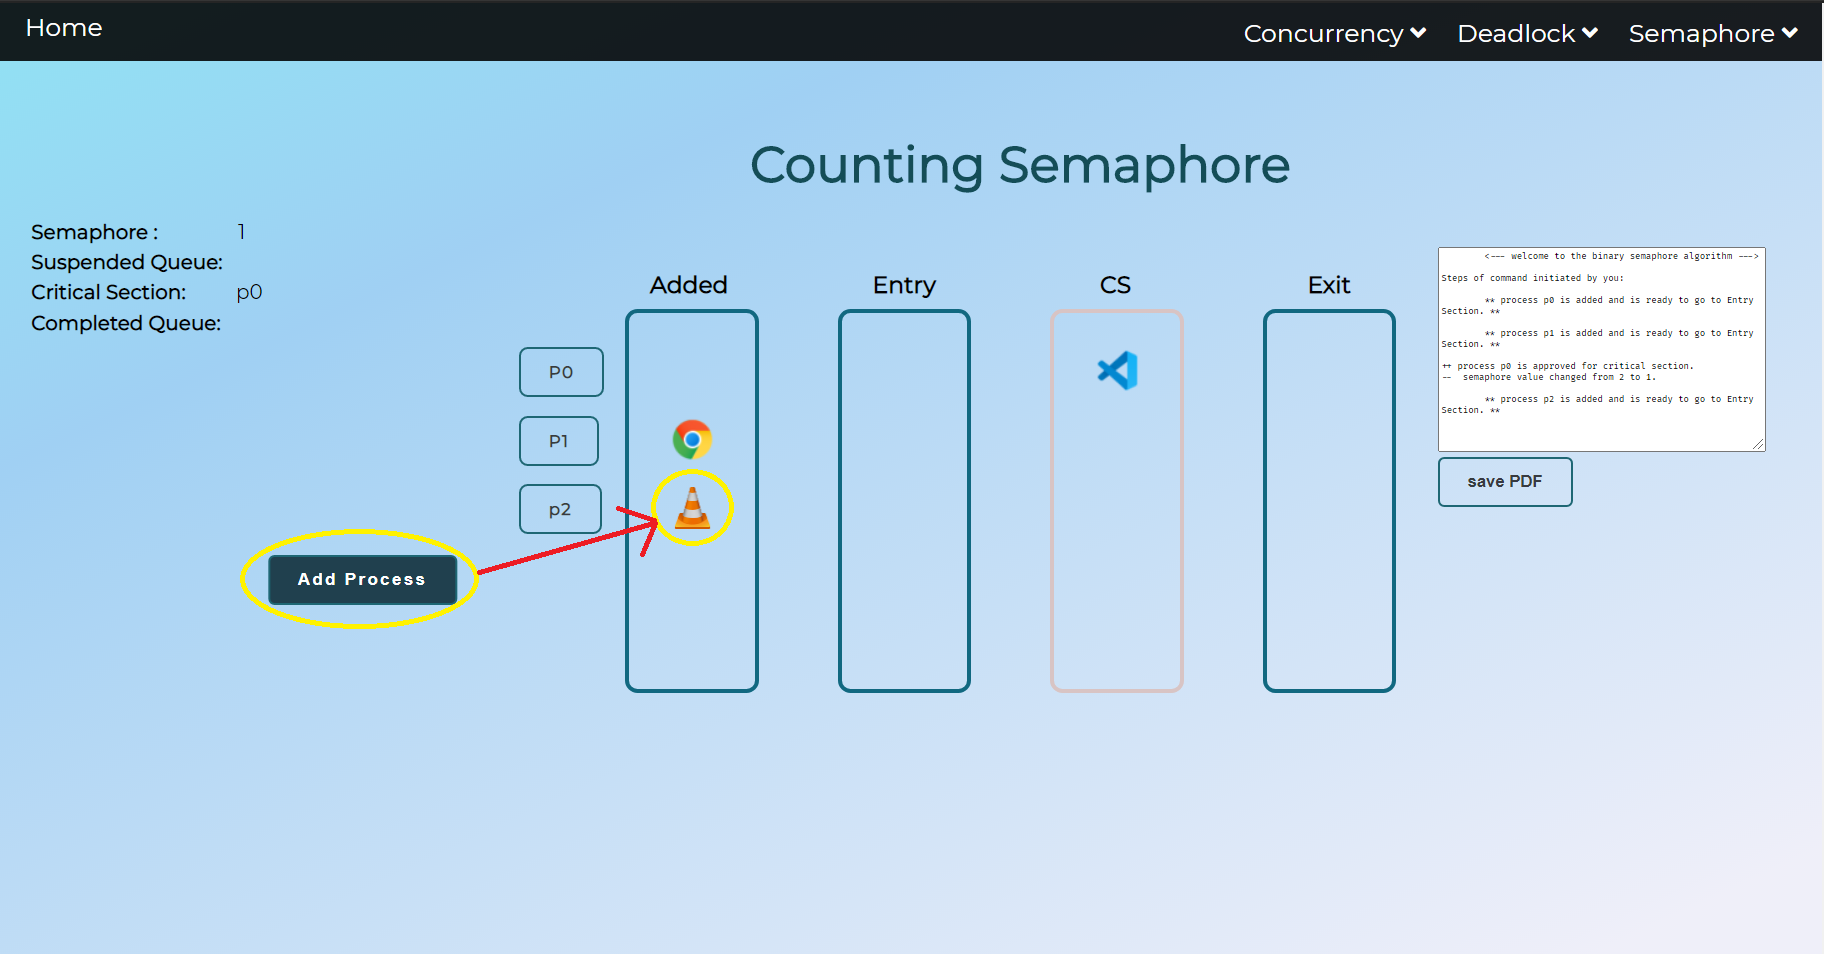 Home
Concurrency
Deadlock
Semaphore
Counting Semaphore
Semaphore : 1
Suspended Queue:
Critical Section: p0
Completed Queue:
Added
Entry
CS
Exit
P0
P1
p2
Add Process
<--- welcome to the binary semaphore algorithm --->
Steps of command initiated by you:
** process p0 is added and is ready to go to Entry
Section. **
** process p1 is added and is ready to go to Entry
Section. **
++ process p0 is approved for critical section.
-- semaphore value changed from 2 to 1.
** process p2 is added and is ready to go to Entry
Section. **
save PDF